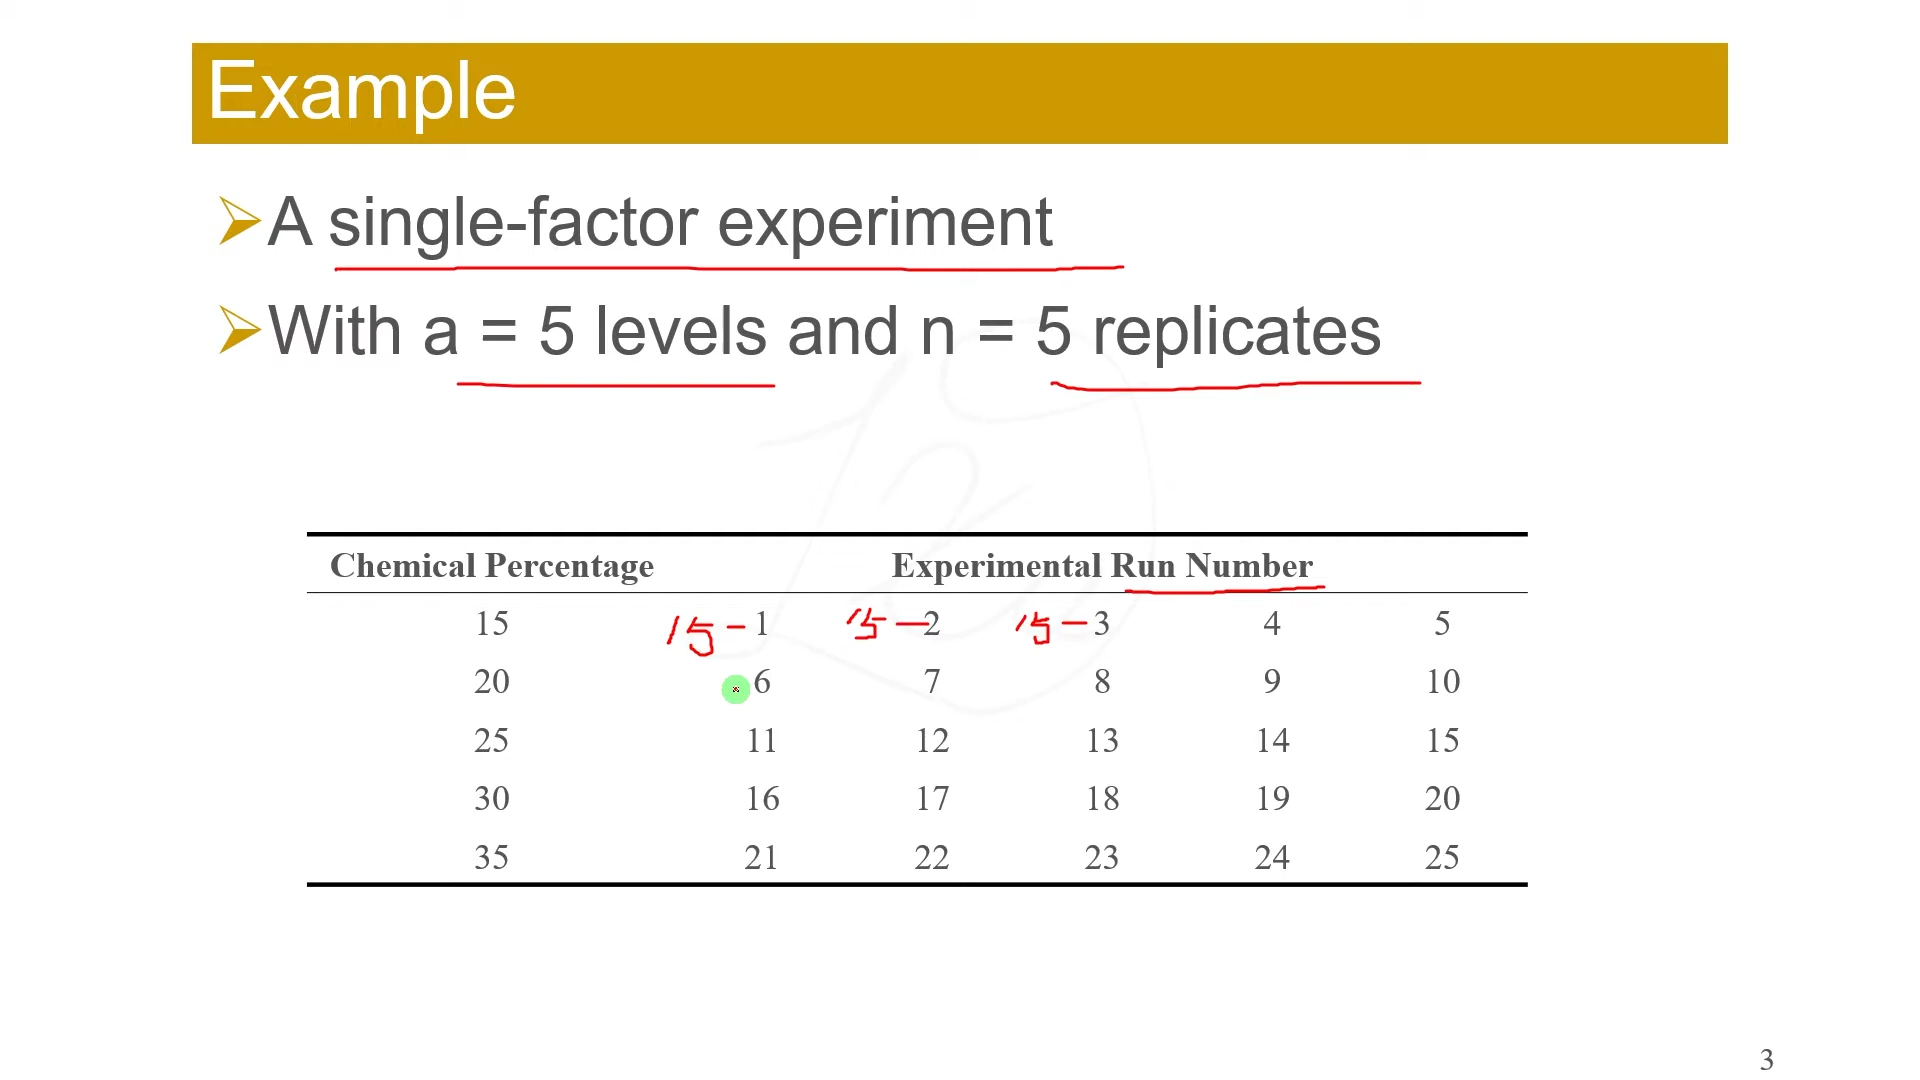 Example
A single-factor experiment
With a = 5 levels and n = 5 replicates
Chemical Percentage Experimental Run Number
15 15 - 1 15 - 2 15 - 3 4 5
20 6 7 8 9 10
25 11 12 13 14 15
30 16 17 18 19 20
35 21 22 23 24 25
3